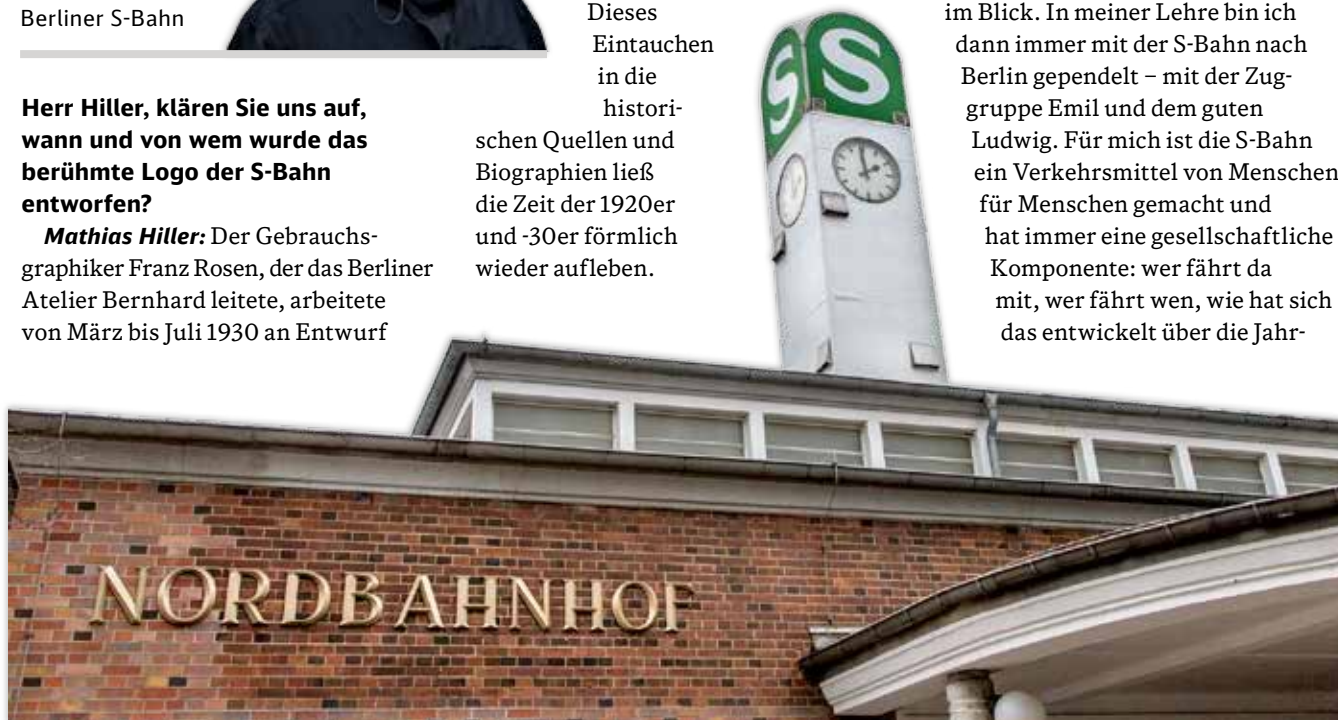 Berliner S-Bahn
Herr Hiller, klären Sie uns auf,
wann und von wem wurde das
berühmte Logo der S-Bahn
entworfen?
Mathias Hiller: Der Gebrauchs-
graphiker Franz Rosen, der das Berliner
Atelier Bernhard leitete, arbeitete
von März bis Juli 1930 an Entwurf
Dieses
Eintauchen
in die
histori-
schen Quellen und
Biographien ließ
die Zeit der 1920er
und -30er förmlich
wieder aufleben.
im Blick. In meiner Lehre bin ich
dann immer mit der S-Bahn nach
Berlin gependelt – mit der Zug-
gruppe Emil und dem guten
Ludwig. Für mich ist die S-Bahn
ein Verkehrsmittel von Menschen
für Menschen gemacht und
hat immer eine gesellschaftliche
Komponente: wer fährt da
mit, wer fährt wen, wie hat sich
das entwickelt über die Jahr-
S S
NORDBAHNHOF